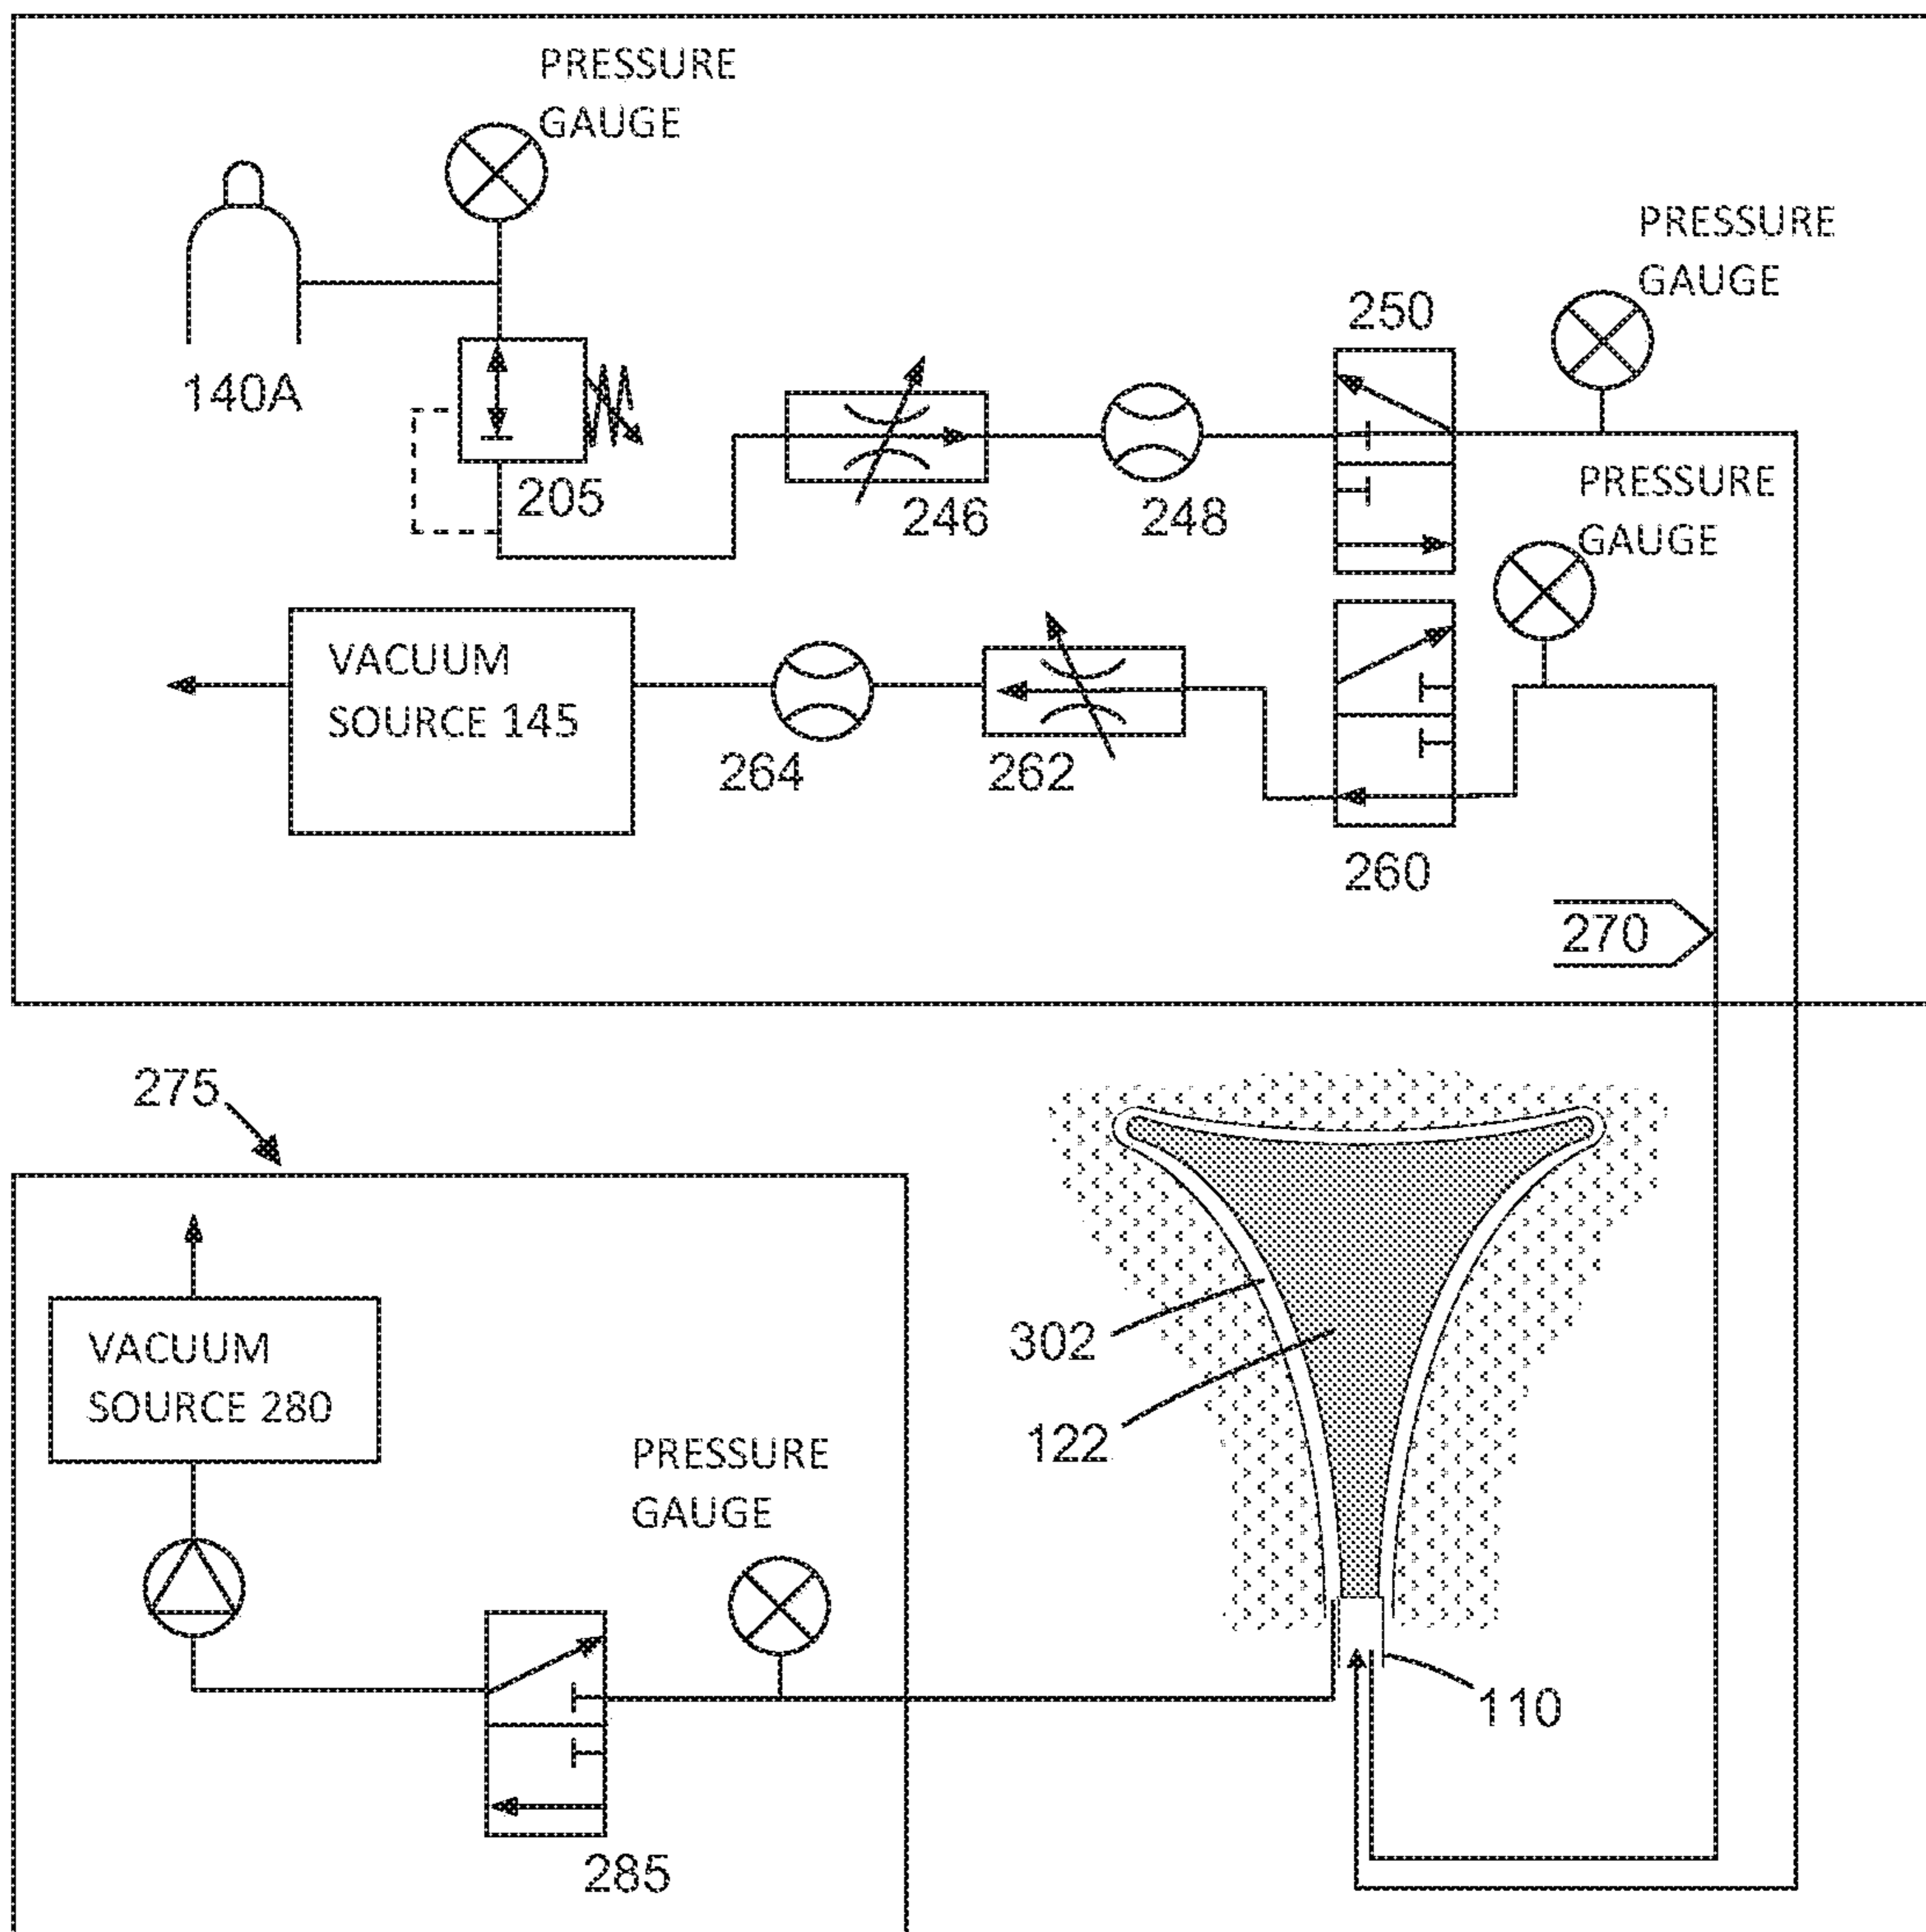 PRESSURE
GAUGE
140A
205
246
248
250
PRESSURE
GAUGE
PRESSURE
GAUGE
VACUUM
SOURCE 145
264
262
260
270
275
VACUUM
SOURCE 280
PRESSURE
GAUGE
285
302
122
110